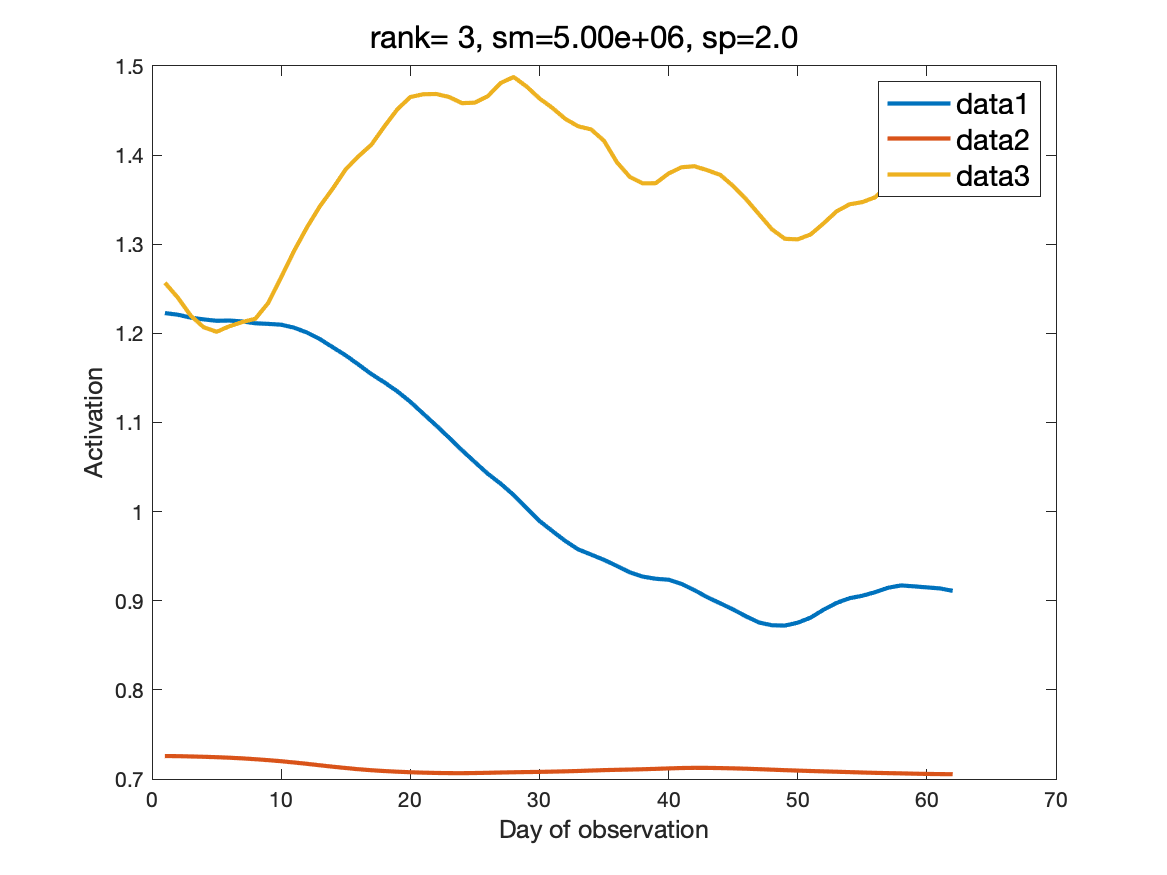 rank= 3, sm=5.00e+06, sp=2.0
1.5
1.4
1.3
1.2
1.1
1
0.9
0.8
0.7
Activation
data1
data2
data3
0 10 20 30 40 50 60 70
Day of observation